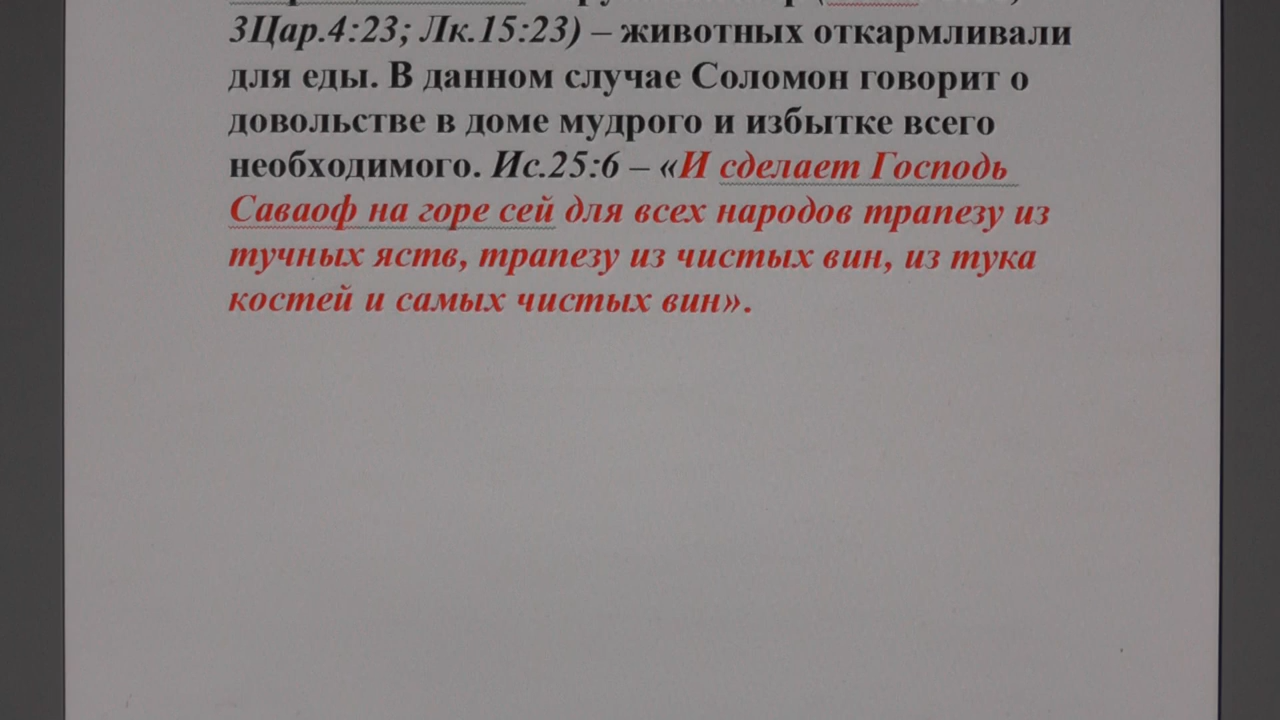 3Цар.4:23; Лк.15:23) – животных откармливали
для еды. В данном случае Соломон говорит о
довольстве в доме мудрого и избытке всего
необходимого. Ис.25:6 – «И сделает Господь
Саваоф на горе сей для всех народов трапезу из
тучных яств, трапезу из чистых вин, из тука
костей и самых чистых вин».